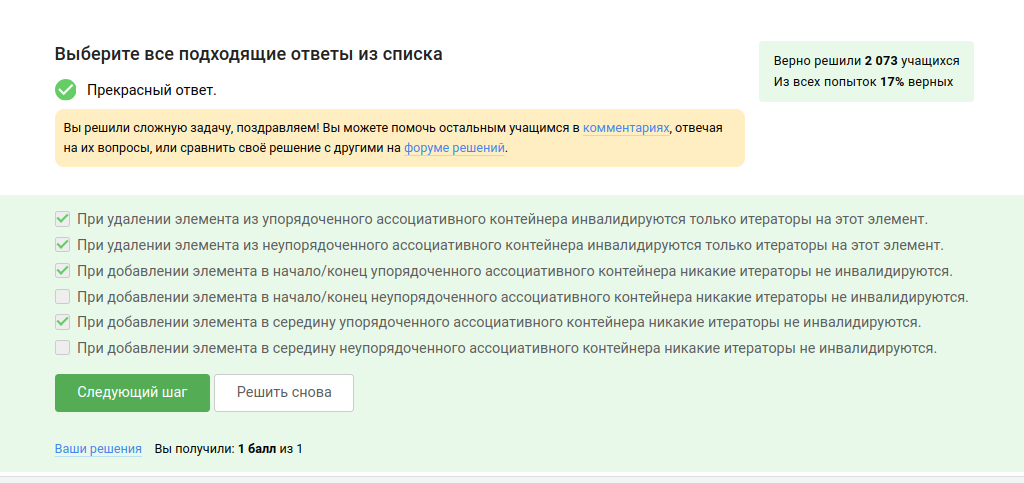 Выберите все подходящие ответы из списка
Верно решили 2 073 учащихся
Из всех попыток 17% верных
Прекрасный ответ.
Вы решили сложную задачу, поздравляем! Вы можете помочь остальным учащимся в комментариях, отвечая
на их вопросы, или сравнить своё решение с другими на форуме решений.
При удалении элемента из упорядоченного ассоциативного контейнера инвалидируются только итераторы на этот элемент.
При удалении элемента из неупорядоченного ассоциативного контейнера инвалидируются только итераторы на этот элемент.
При добавлении элемента в начало/конец упорядоченного ассоциативного контейнера никакие итераторы не инвалидируются.
При добавлении элемента в начало/конец неупорядоченного ассоциативного контейнера никакие итераторы не инвалидируются.
При добавлении элемента в середину упорядоченного ассоциативного контейнера никакие итераторы не инвалидируются.
При добавлении элемента в середину неупорядоченного ассоциативного контейнера никакие итераторы не инвалидируются.
Следующий шаг
Решить снова
Ваши решения Вы получили: 1 балл из 1